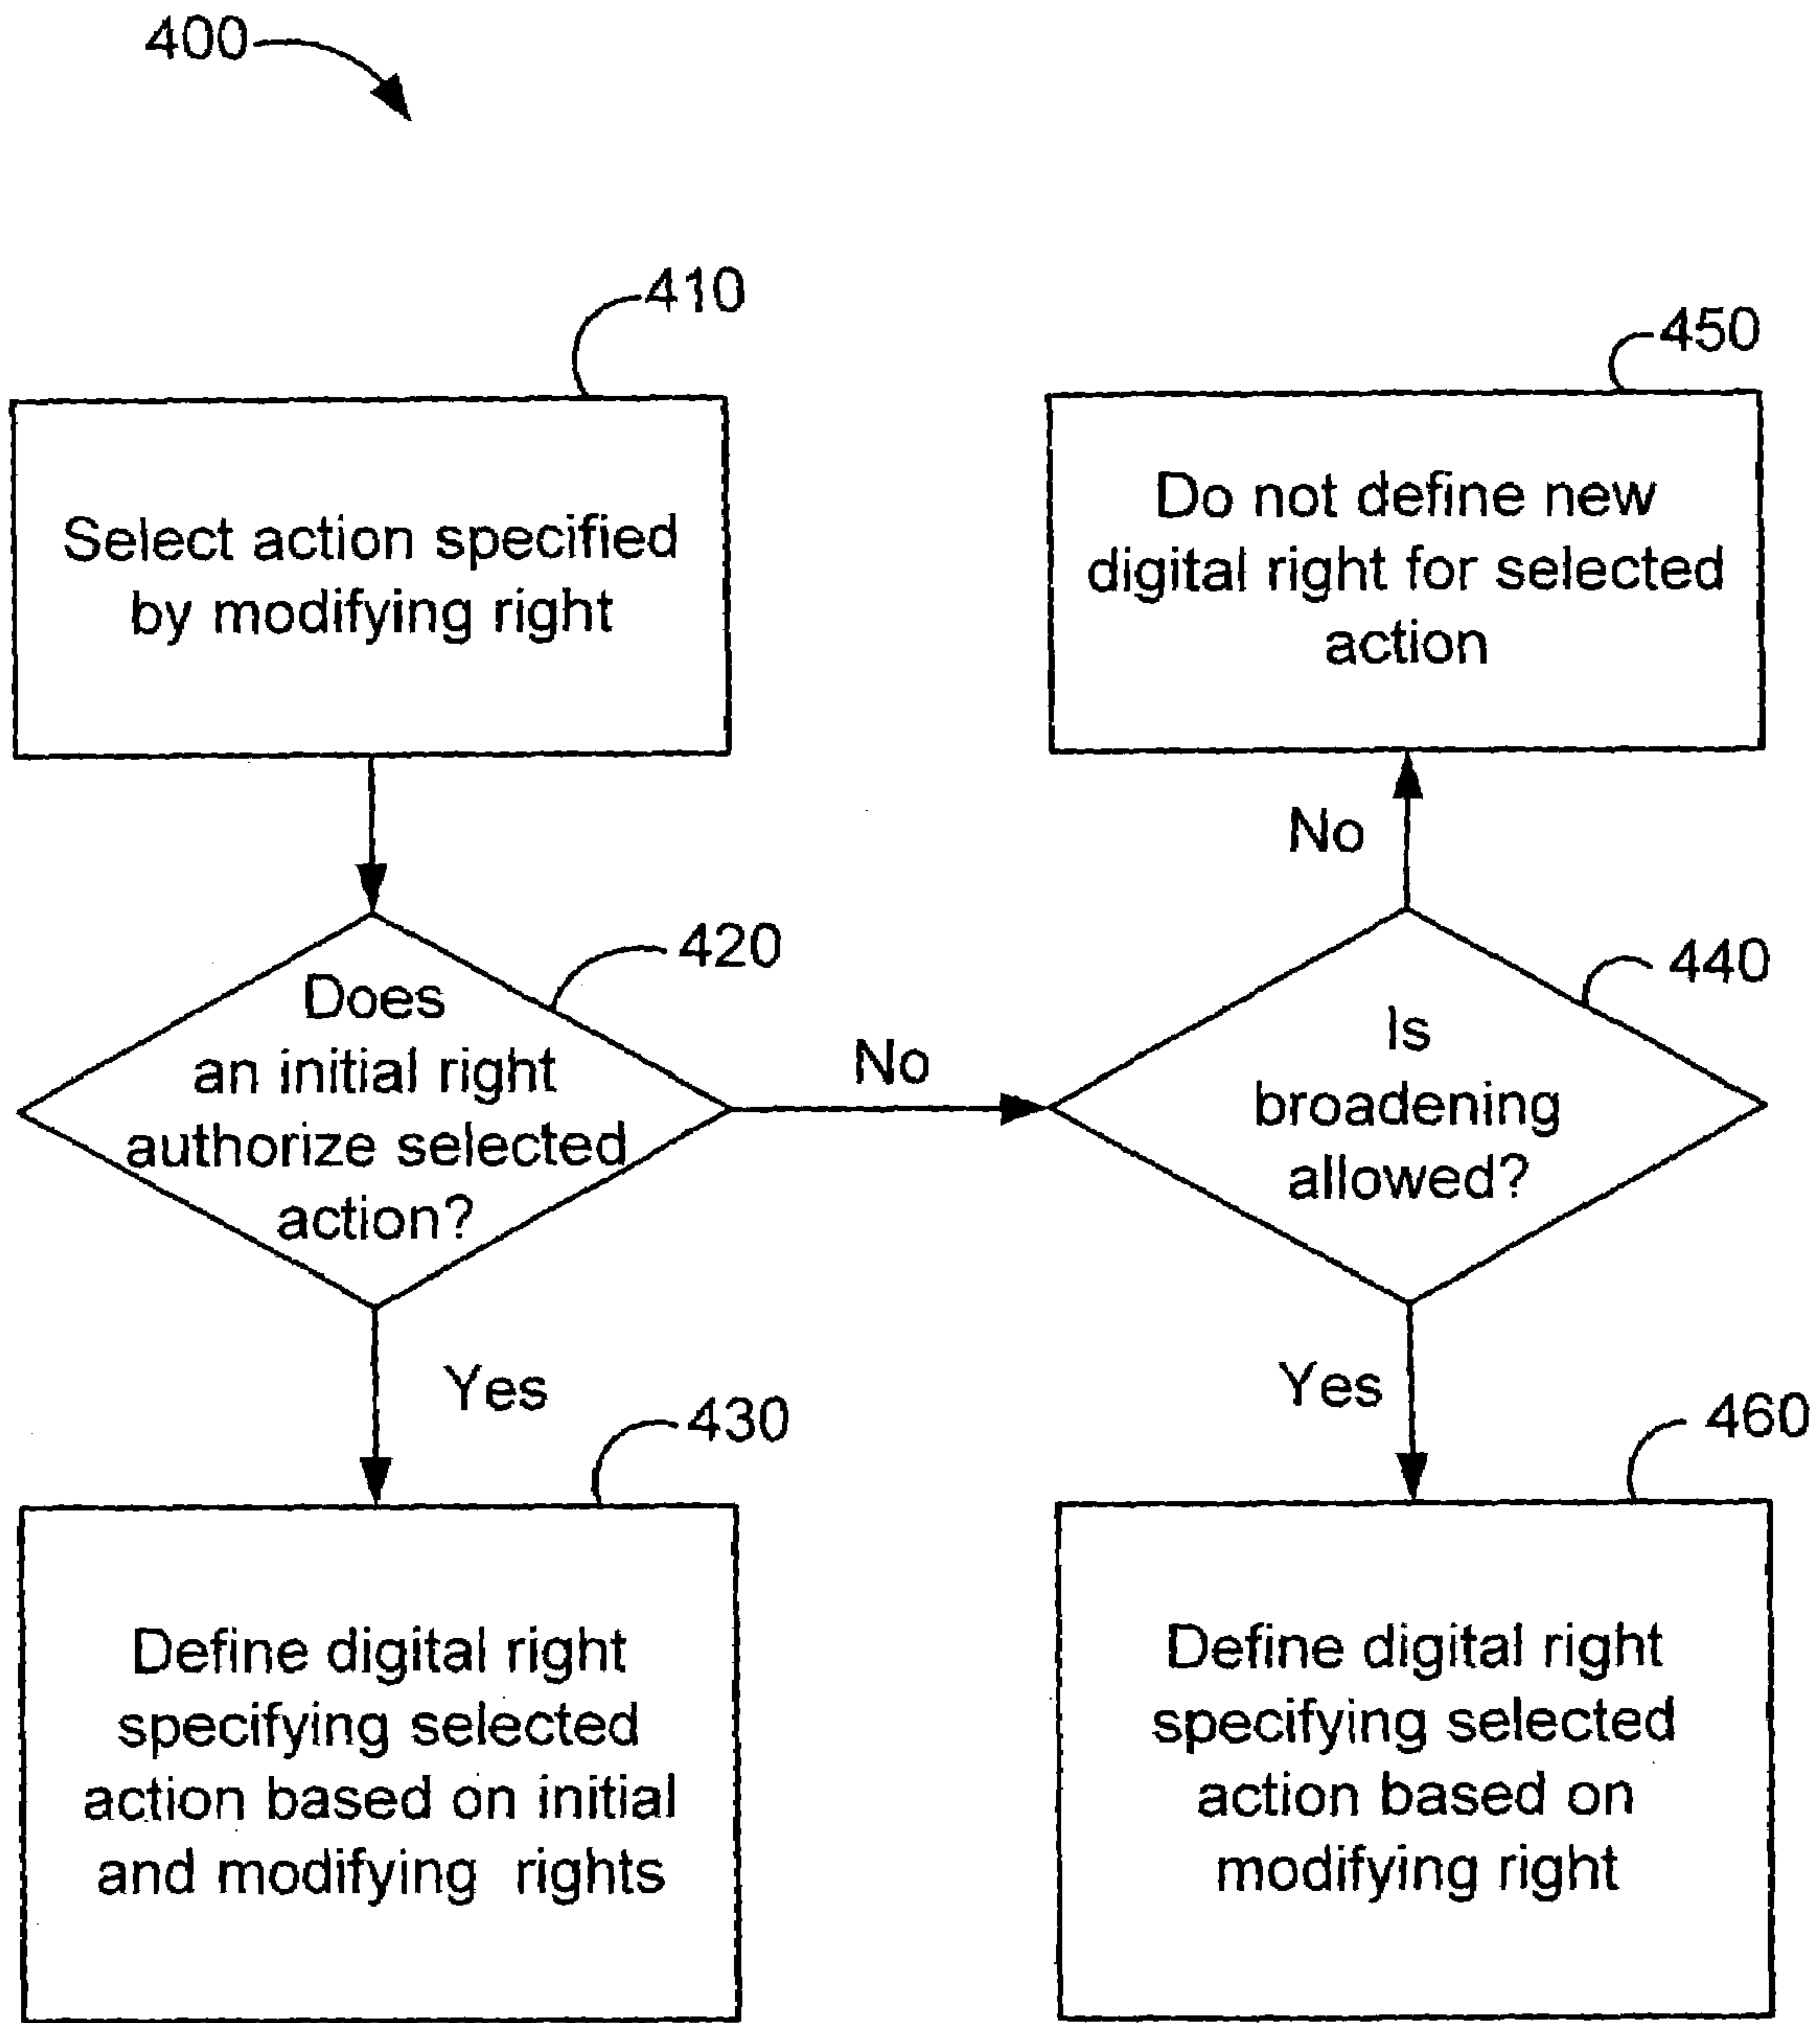 400
410
Select action specified
by modifying right
450
Do not define new
digital right for selected
action
No
420
Does
an initial right
authorize selected
action?
No
440
Is
broadening
allowed?
Yes
430
Define digital right
specifying selected
action based on initial
and modifying rights
Yes
460
Define digital right
specifying selected
action based on
modifying right